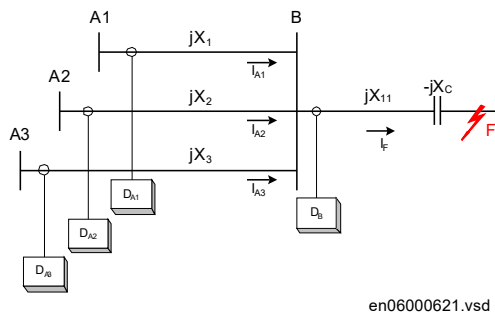 A1 jX1 B
IA1
A2 jX2 jX11 -jXC
IA2 IF F
A3 jX3
IA3
DA1 DB
DA2
DA3
en06000621.vsd